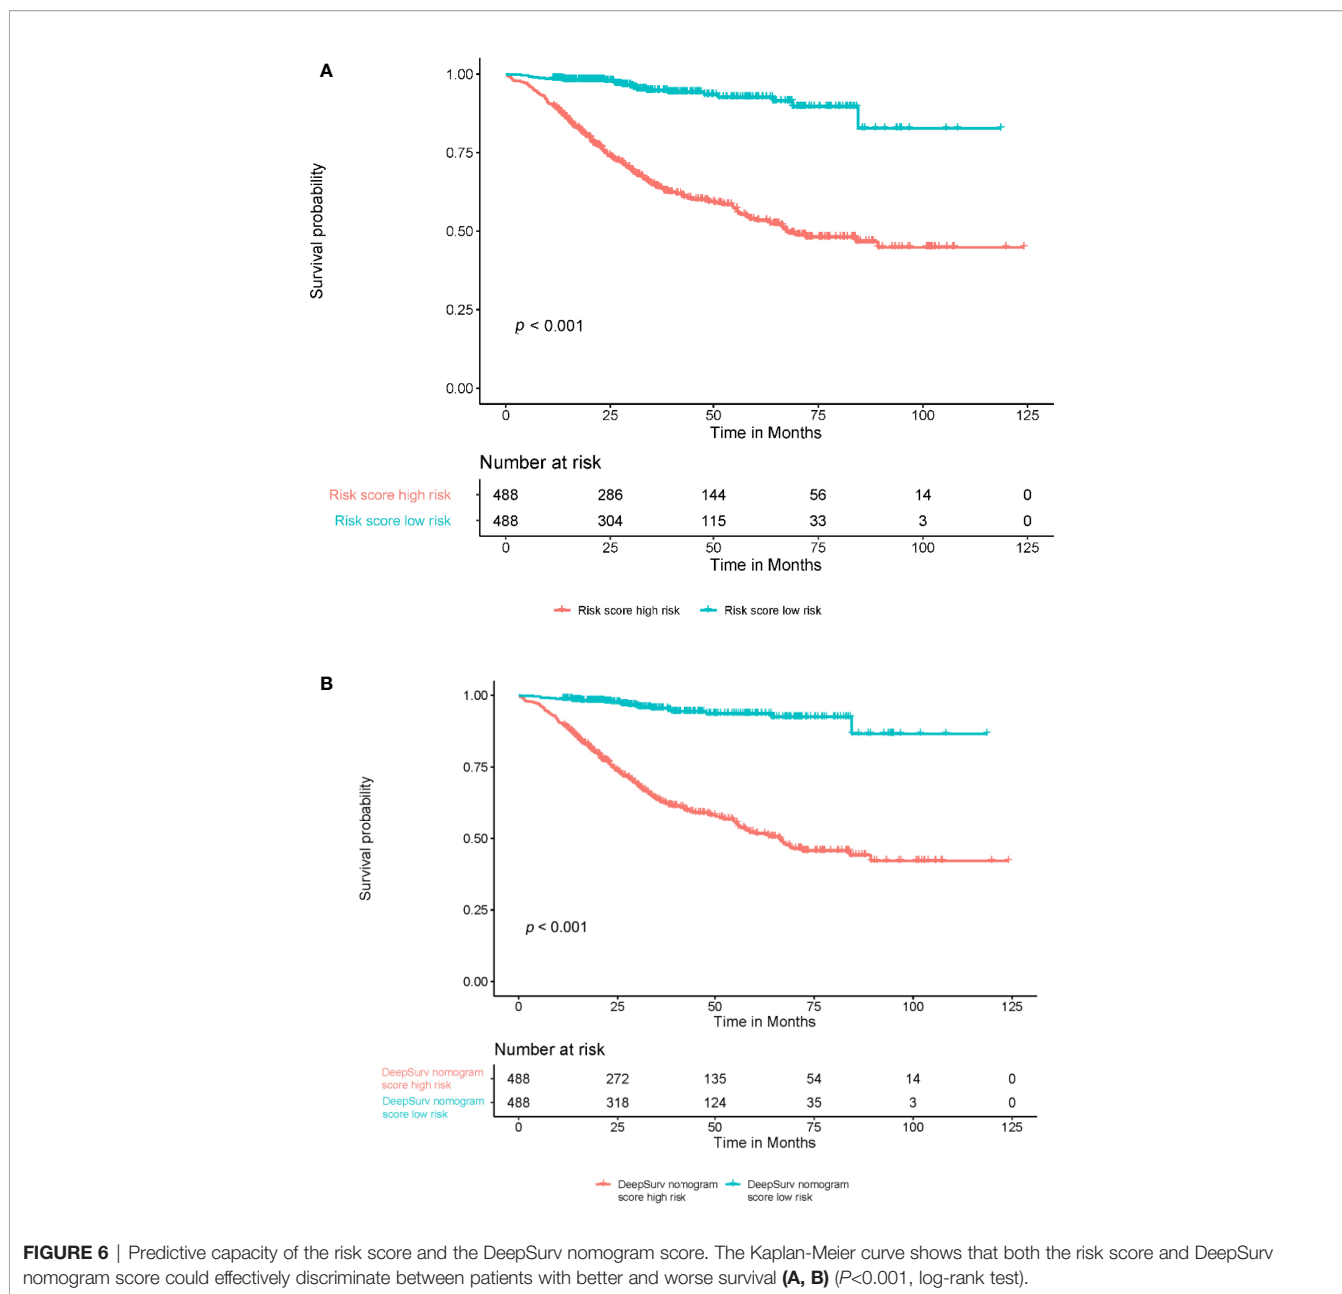 A
1.00
0.75
0.50
0.25
0.00
Survival probability
p < 0.001
0 25 50 75 100 125
Time in Months
Number at risk
Risk score high risk 488 286 144 56 14 0
Risk score low risk 488 304 115 33 3 0
0 25 50 75 100 125
Time in Months
Risk score high risk Risk score low risk
B
1.00
0.75
0.50
0.25
0.00
Survival probability
p < 0.001
0 25 50 75 100 125
Time in Months
Number at risk
DeepSurv nomogram
score high risk 488 272 135 54 14 0
DeepSurv nomogram
score low risk 488 318 124 35 3 0
0 25 50 75 100 125
Time in Months
DeepSurv nomogram
score high risk
DeepSurv nomogram
score low risk
FIGURE 6 | Predictive capacity of the risk score and the DeepSurv nomogram score. The Kaplan-Meier curve shows that both the risk score and DeepSurv
nomogram score could effectively discriminate between patients with better and worse survival (A, B) (P<0.001, log-rank test).